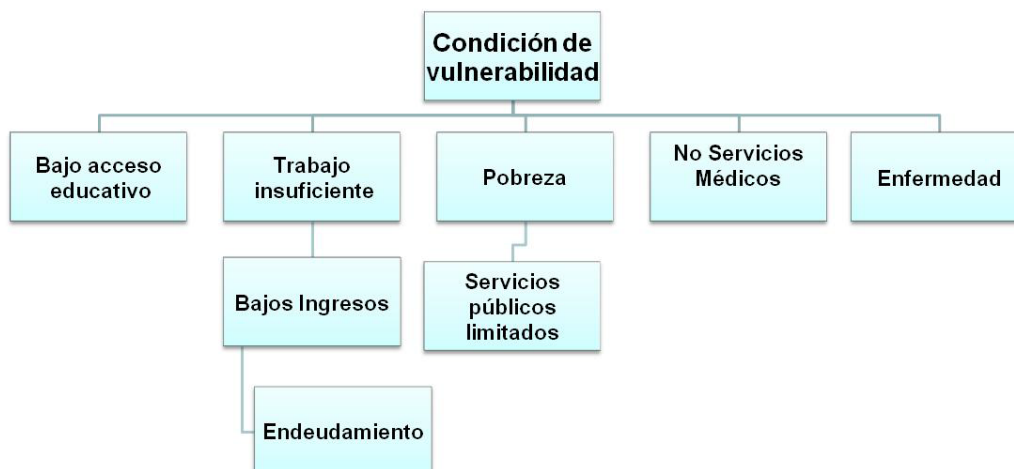 Condición de
vulnerabilidad
Bajo acceso
educativo
Trabajo
insuficiente
Pobreza
No Servicios
Médicos
Enfermedad
Bajos Ingresos
Servicios
públicos
limitados
Endeudamiento